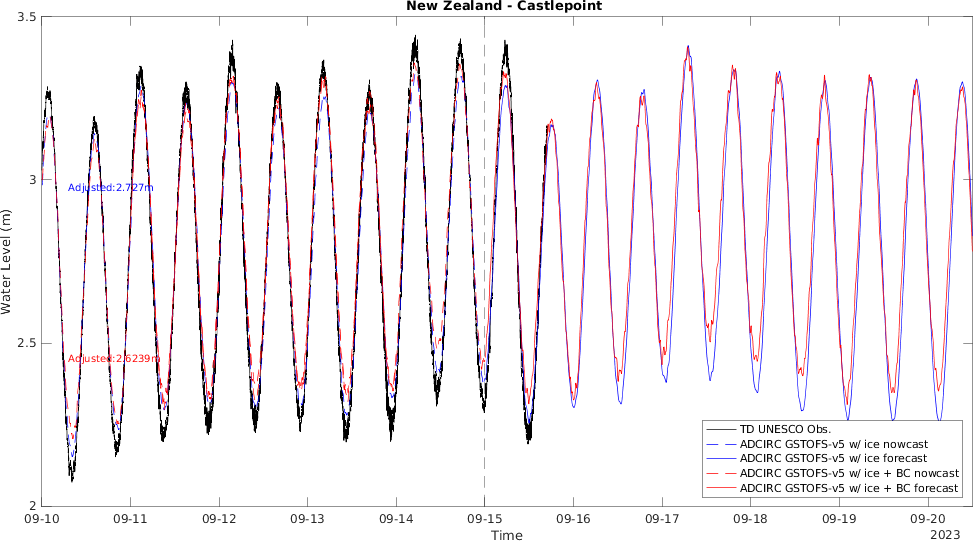 New Zealand - Castlepoint
3.5
3
2.5
2
Water Level (m)
Adjusted:2.727m
Adjusted:2.6239m
TD UNESCO Obs.
ADCIRC GSTOFS-v5 w/ ice nowcast
ADCIRC GSTOFS-v5 w/ ice forecast
ADCIRC GSTOFS-v5 w/ ice + BC nowcast
ADCIRC GSTOFS-v5 w/ ice + BC forecast
09-10 09-11 09-12 09-13 09-14 09-15 09-16 09-17 09-18 09-19 09-20
Time
2023